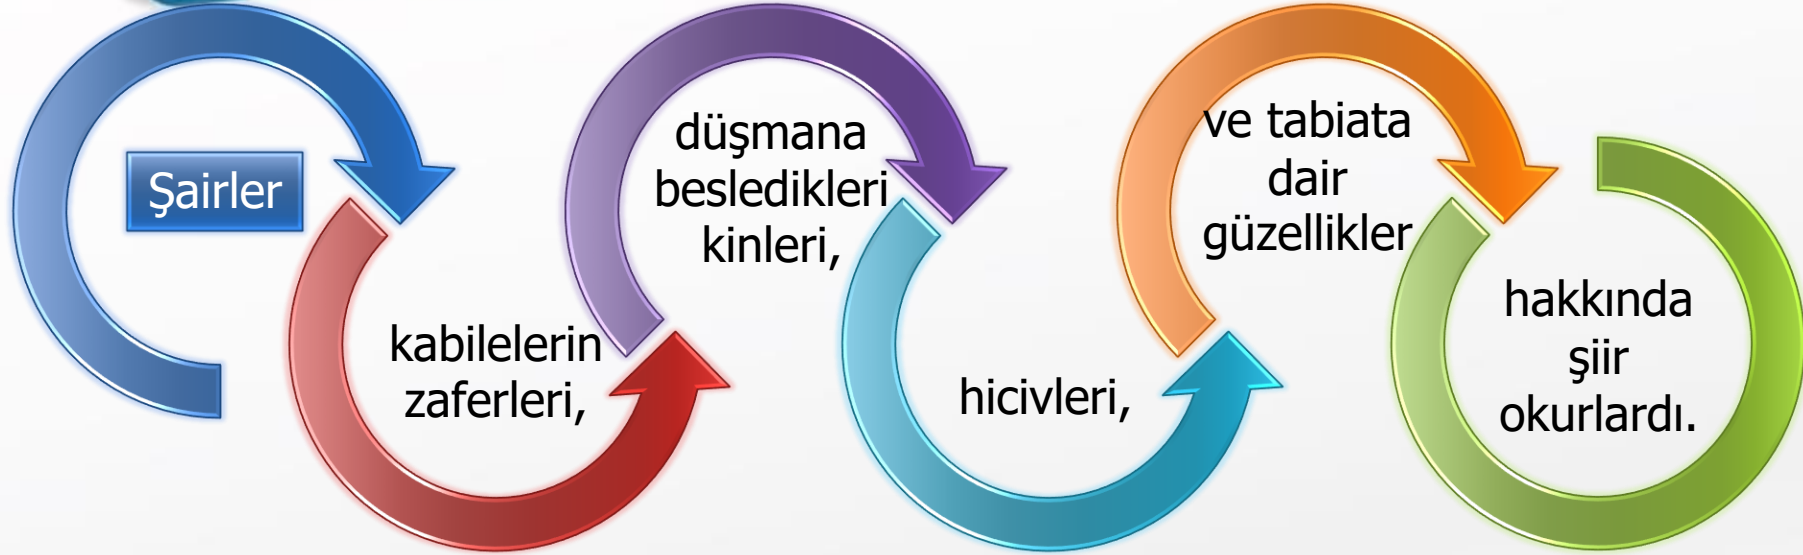 Şairler
kabilelerin
zaferleri,
düşmana
besledikleri
kinleri,
hicivleri,
ve tabiata
dair
güzellikler
hakkında
şiir
okurlardı.